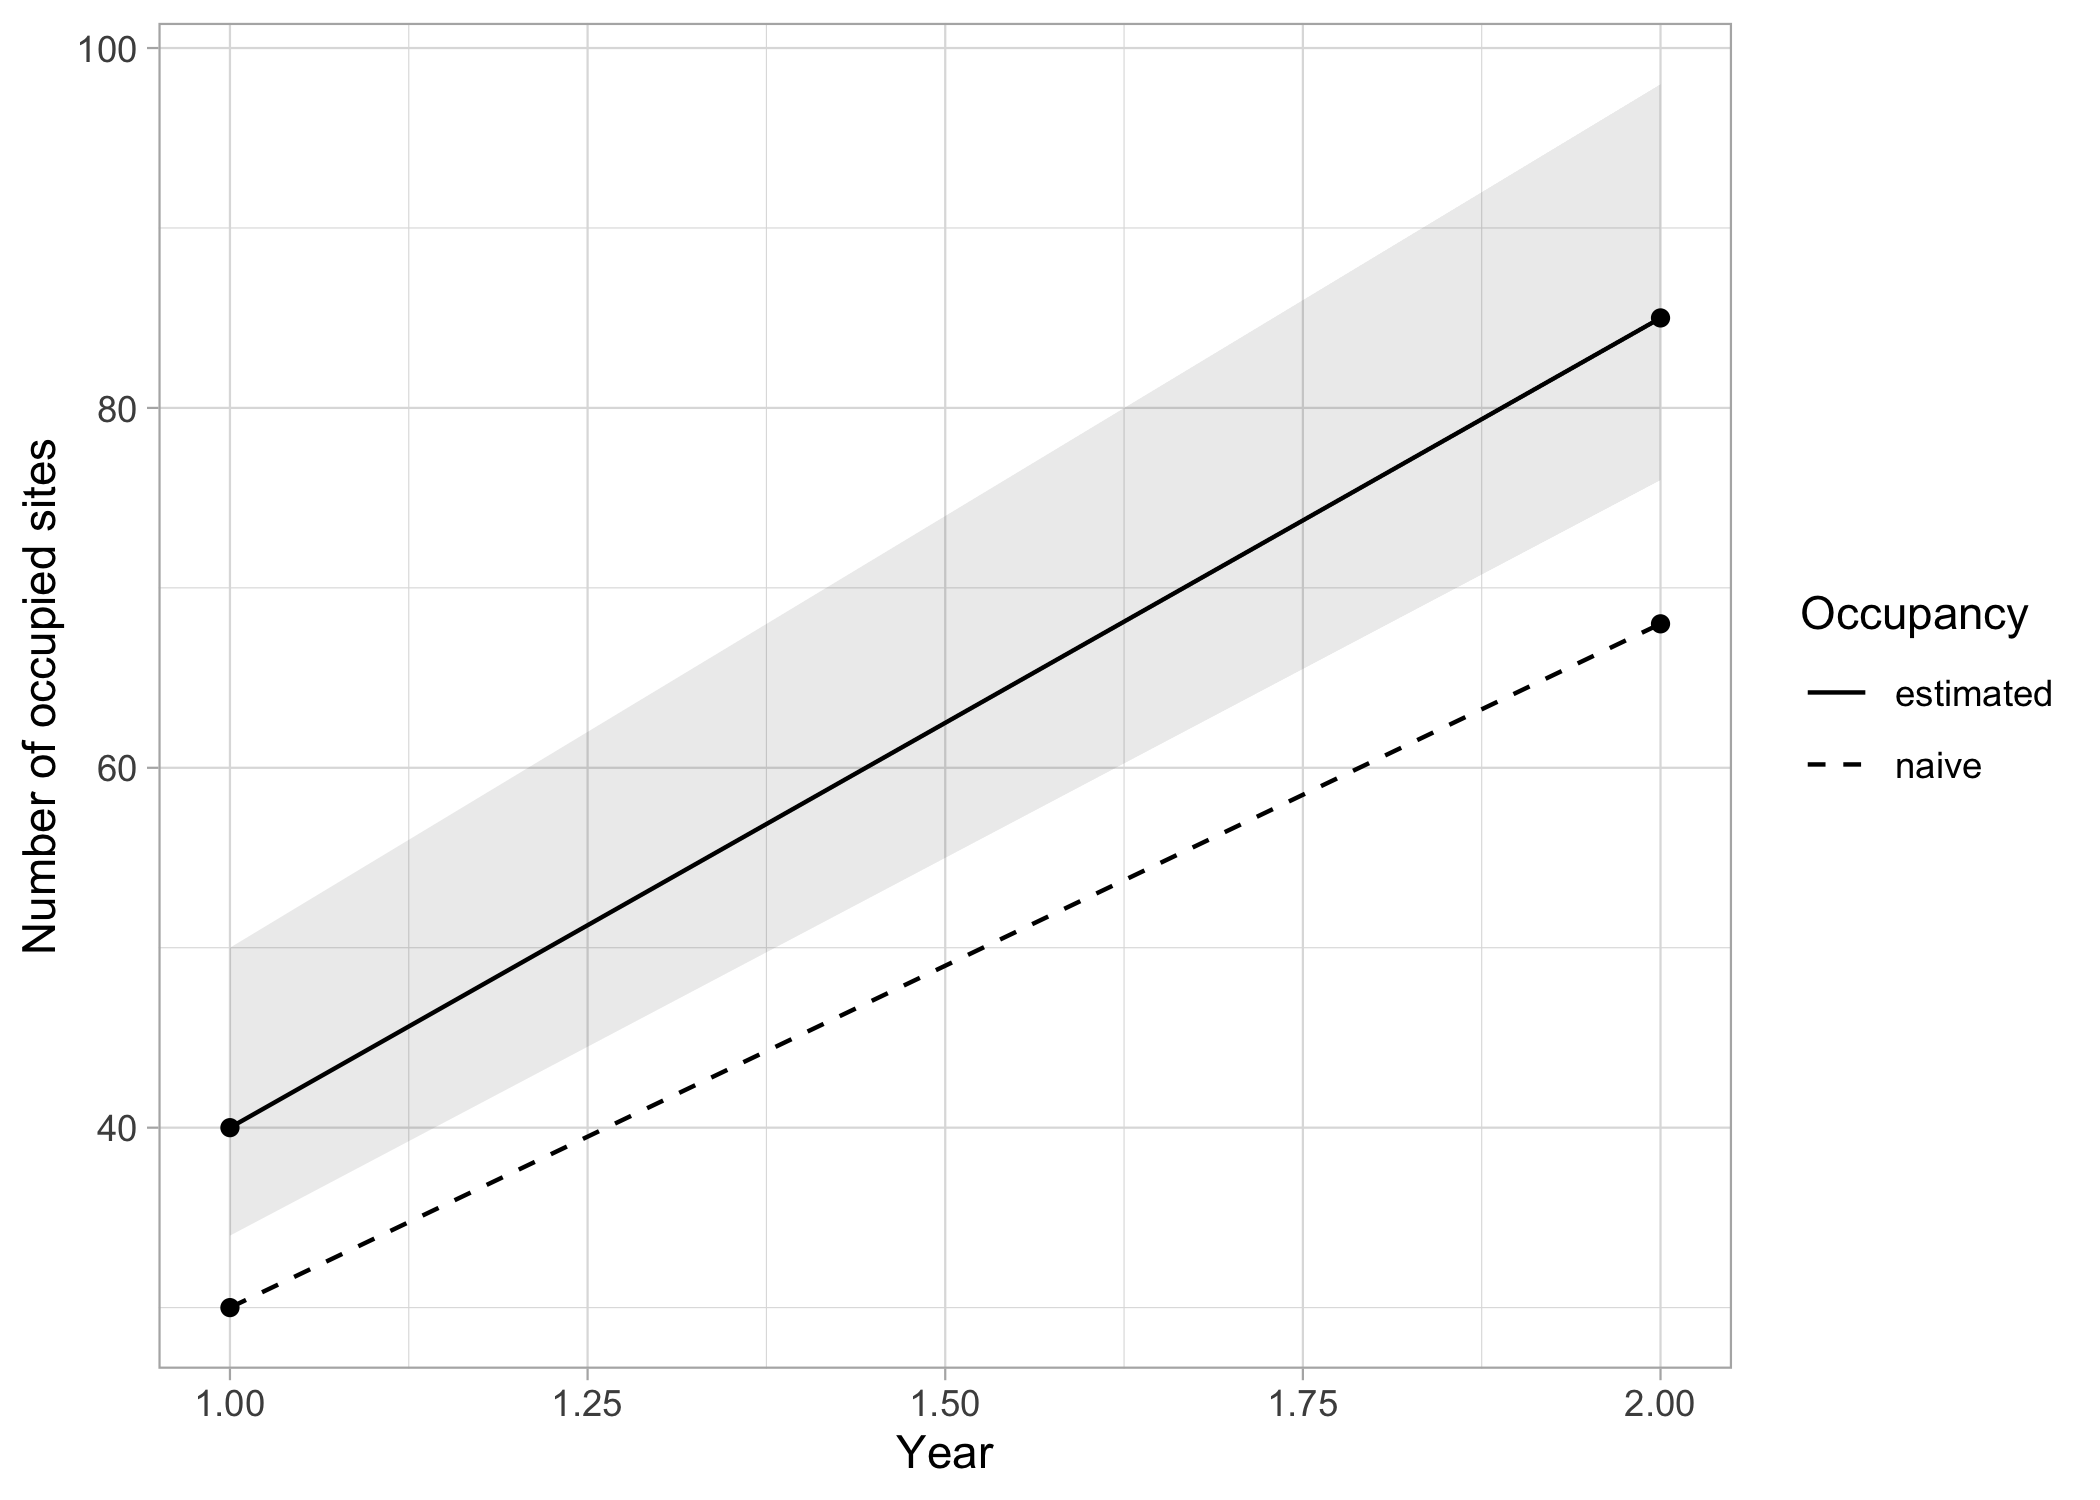 100
80
60
40
Number of occupied sites
1.00 1.25 1.50 1.75 2.00
Year
Occupancy
estimated
naive